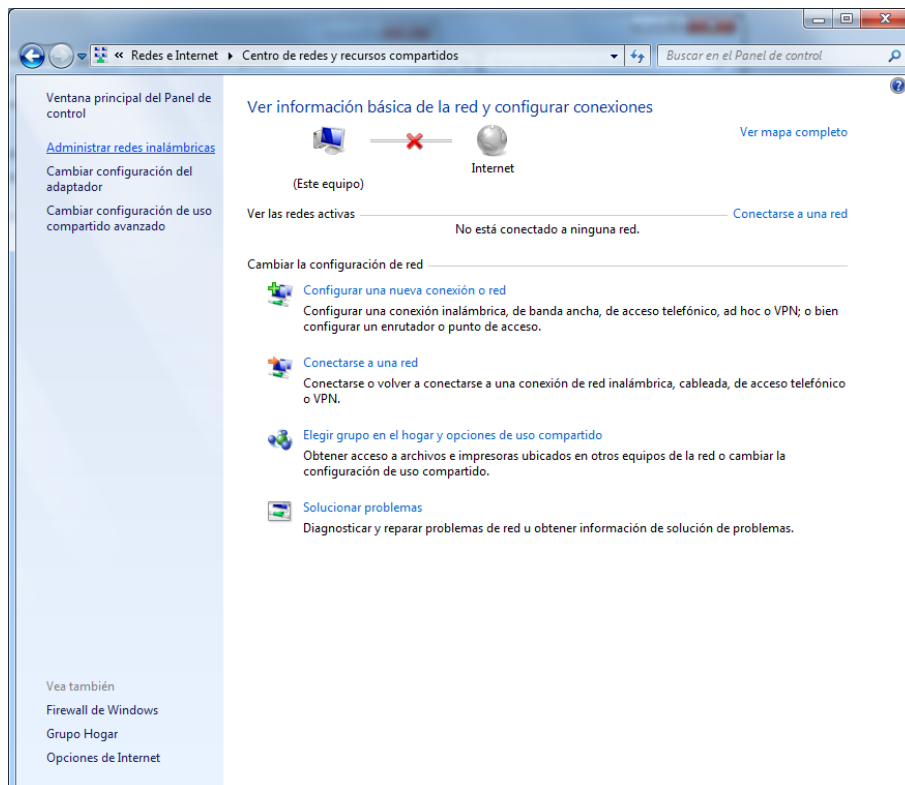 « Redes e Internet ▸ Centro de redes y recursos compartidos
Buscar en el Panel de control
Ventana principal del Panel de
control
Administrar redes inalámbricas
Cambiar configuración del
adaptador
Cambiar configuración de uso
compartido avanzado
Ver información básica de la red y configurar conexiones
Ver mapa completo
Internet
(Este equipo)
Ver las redes activas
Conectarse a una red
No está conectado a ninguna red.
Cambiar la configuración de red
Configurar una nueva conexión o red
Configurar una conexión inalámbrica, de banda ancha, de acceso telefónico, ad hoc o VPN; o bien
configurar un enrutador o punto de acceso.
Conectarse a una red
Conectarse o volver a conectarse a una conexión de red inalámbrica, cableada, de acceso telefónico
o VPN.
Elegir grupo en el hogar y opciones de uso compartido
Obtener acceso a archivos e impresoras ubicados en otros equipos de la red o cambiar la
configuración de uso compartido.
Solucionar problemas
Diagnosticar y reparar problemas de red u obtener información de solución de problemas.
Vea también
Firewall de Windows
Grupo Hogar
Opciones de Internet